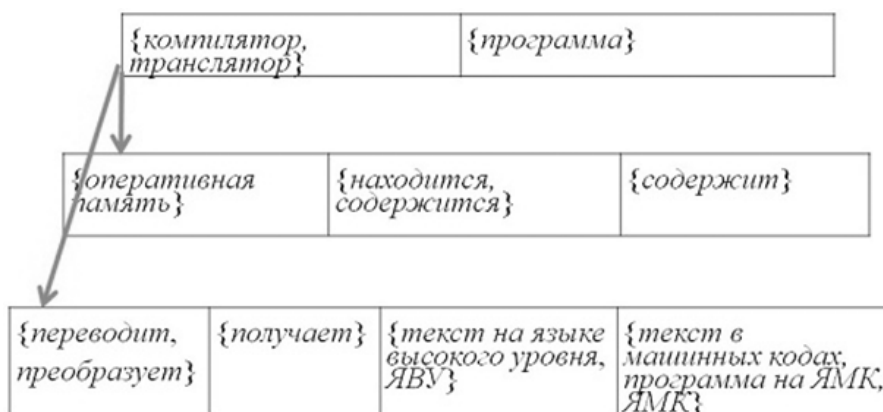 {компилятор, {программа}
транслятор}
{оперативная {находится, {содержит}
память} содержится}
{переводит, {получает} {текст на языке {текст в
преобразует} высокого уровня, машинных кодах,
ЯВУ} программа на ЯМК,
ЯМК}